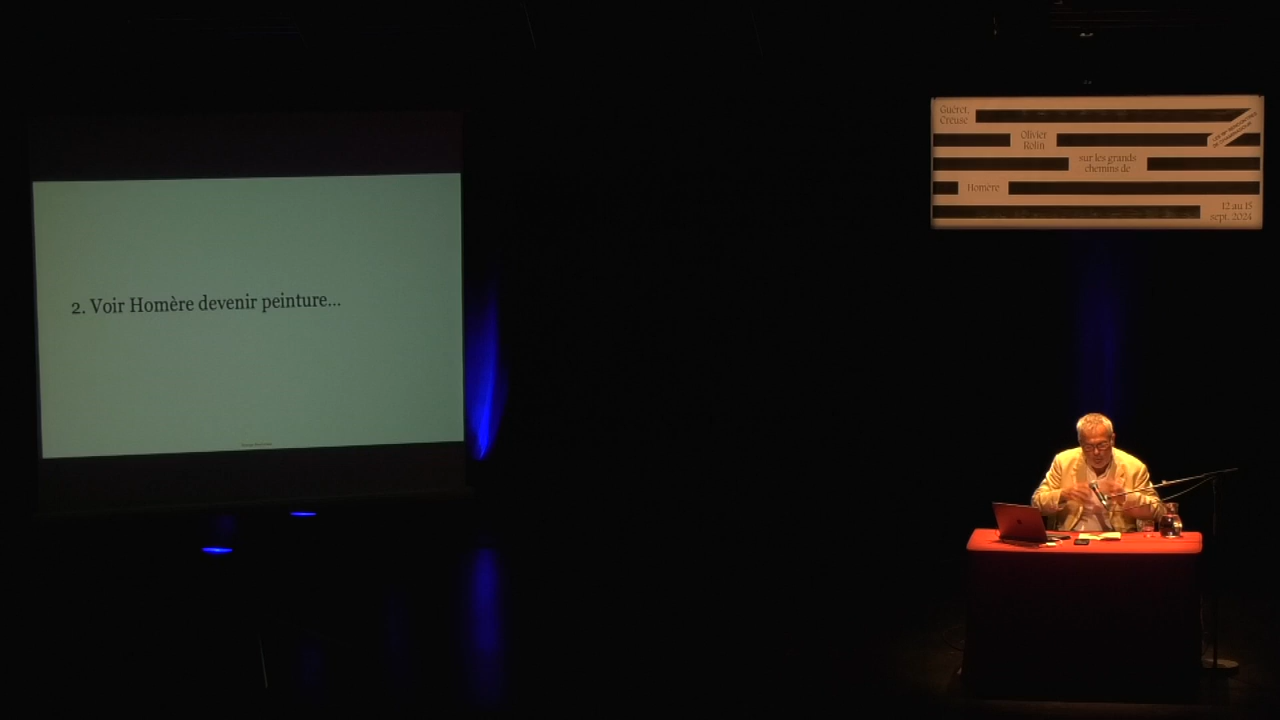 2. Voir Homère devenir peinture...
Guéret,
Creuse
Olivier
Rolin
sur les grands
chemins de
Homère
12 au 15
sept. 2024